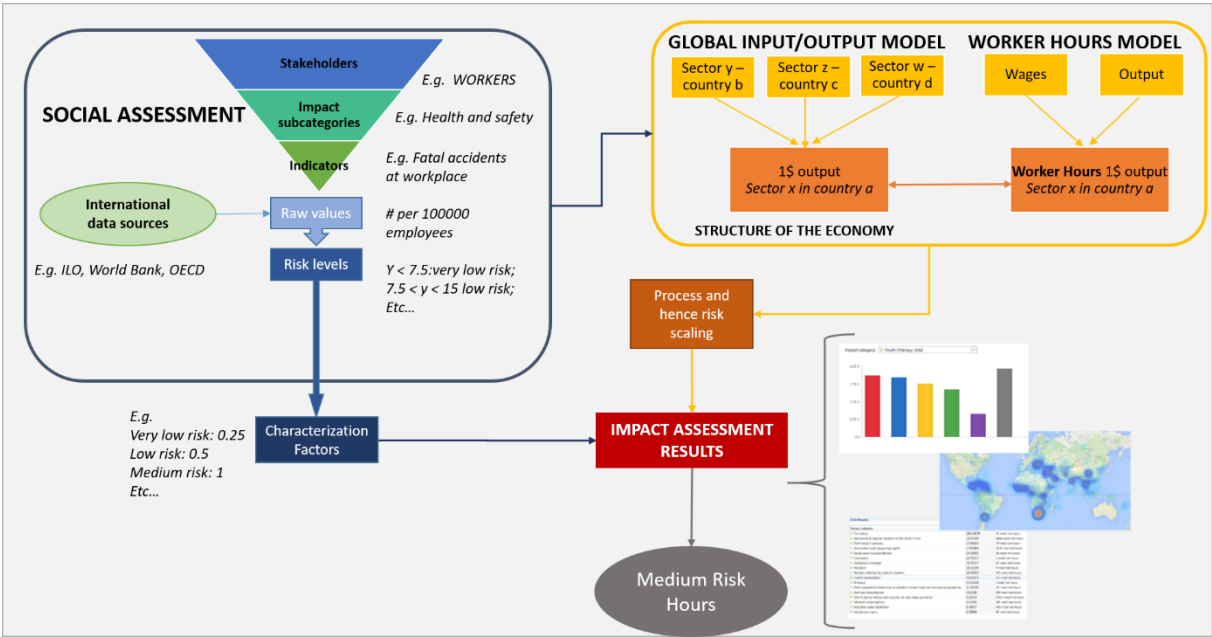 SOCIAL ASSESSMENT
Stakeholders
E.g. WORKERS
Impact
subcategories
E.g. Health and safety
Indicators
E.g. Fatal accidents
at workplace
International
data sources
Raw values
# per 100000
employees
E.g. ILO, World Bank, OECD
Risk levels
Y < 7.5:very low risk;
7.5 < y < 15 low risk;
Etc...
GLOBAL INPUT/OUTPUT MODEL
WORKER HOURS MODEL
Sector y –
country b
Sector z –
country c
Sector w –
country d
Wages
Output
1$ output
Sector x in country a
Worker Hours 1$ output
Sector x in country a
STRUCTURE OF THE ECONOMY
Process and
hence risk
scaling
E.g.
Very low risk: 0.25
Low risk: 0.5
Medium risk: 1
Etc...
Characterization
Factors
IMPACT ASSESSMENT
RESULTS
Medium Risk
Hours
Impact category
Youth illiteracy, total